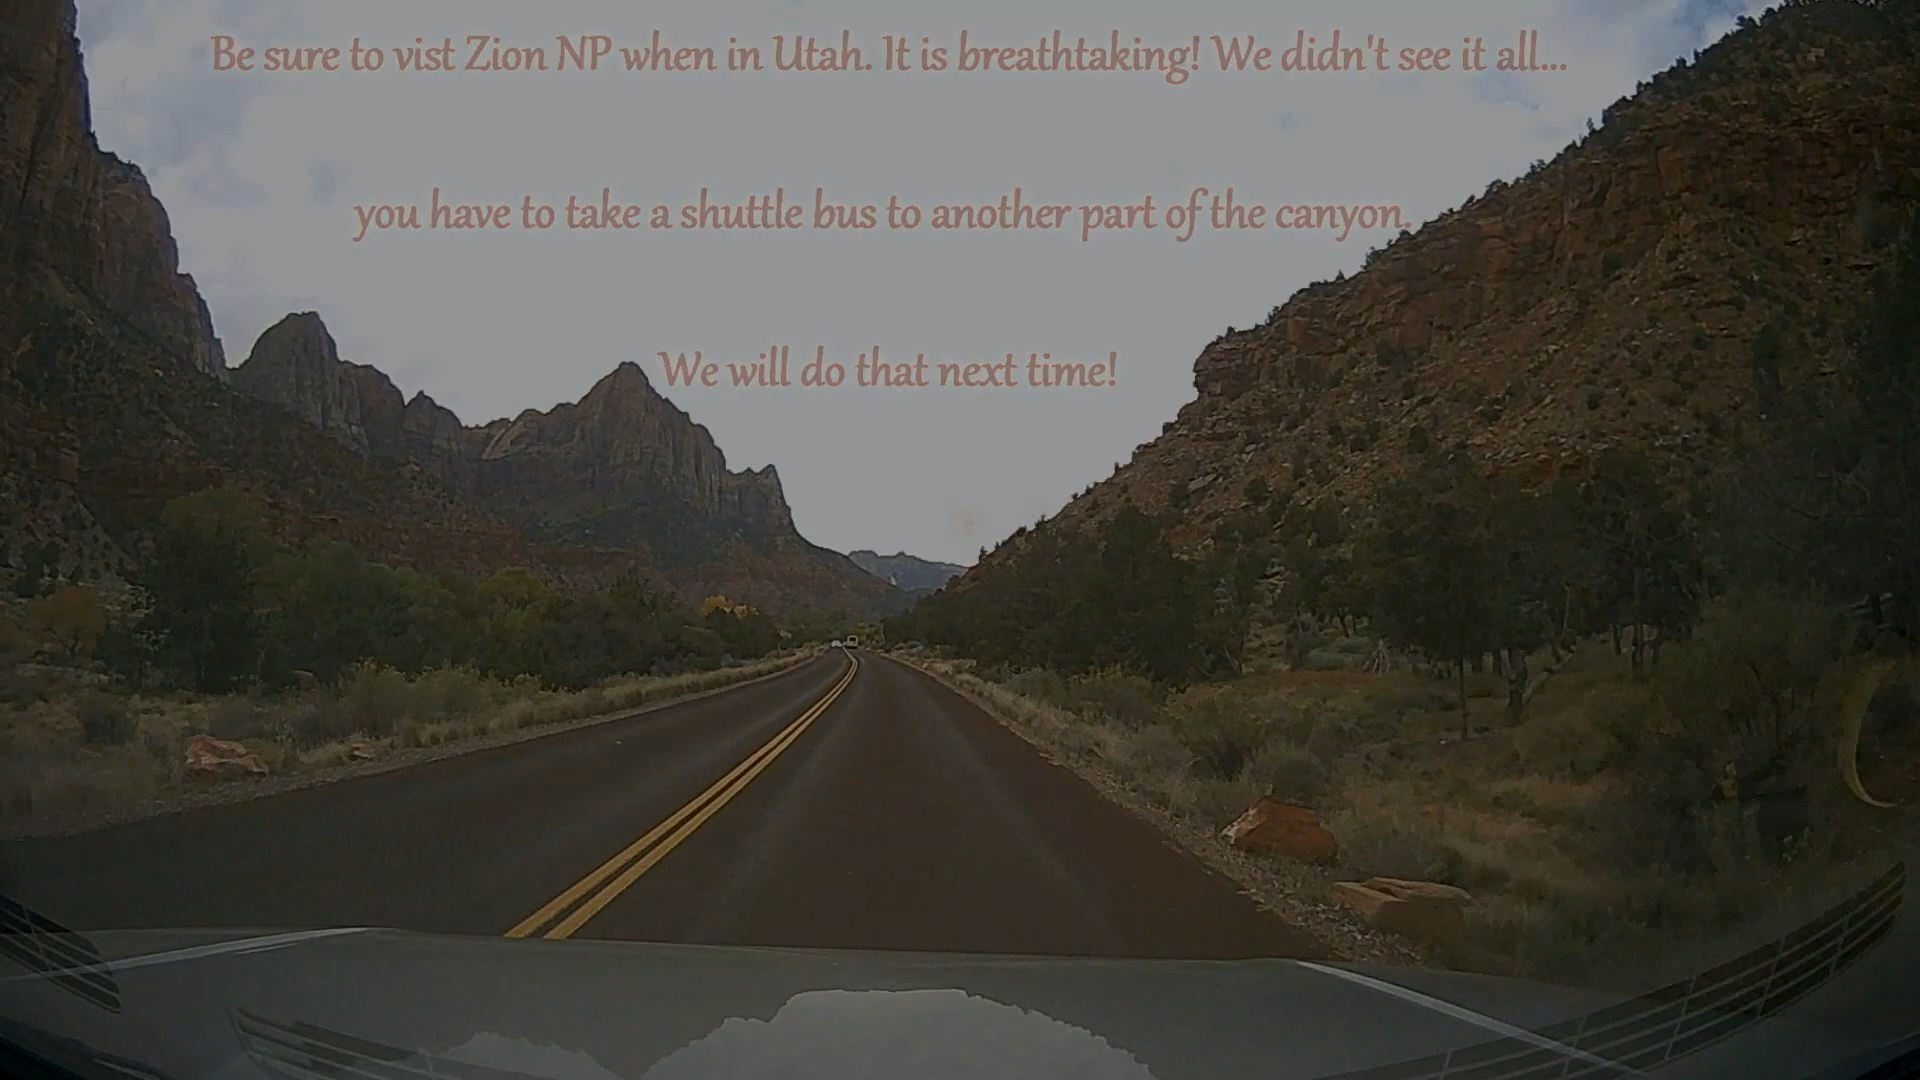 Be sure to vist Zion NP when in Utah. It is breathtaking! We didn't see it all...
you have to take a shuttle bus to another part of the canyon.
We will do that next time!